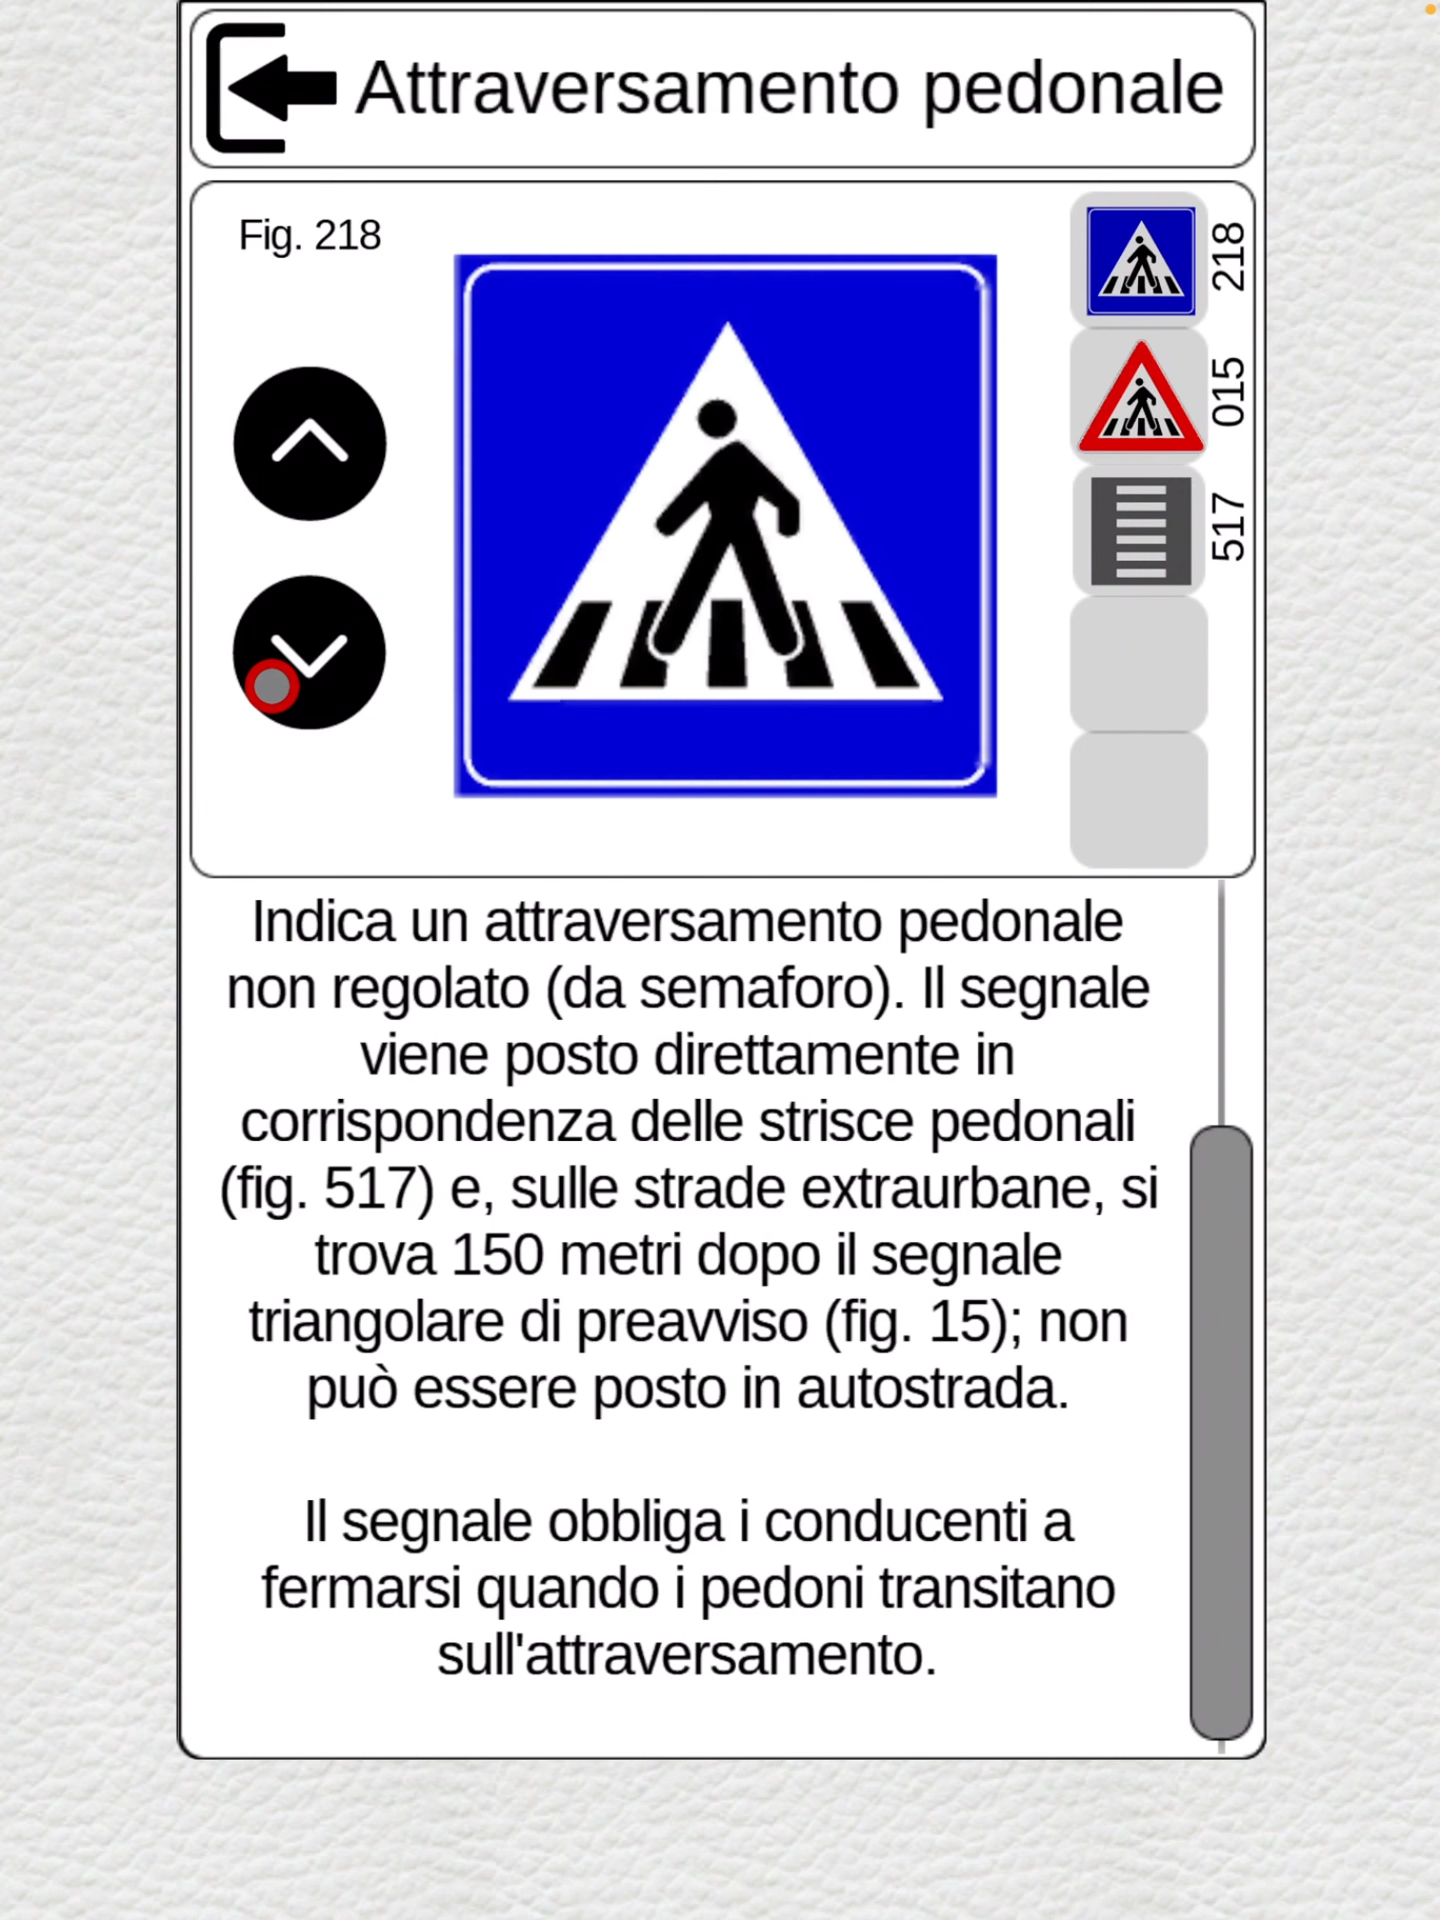 Attraversamento pedonale
Fig. 218
218
015
517
Indica un attraversamento pedonale
non regolato (da semaforo). Il segnale
viene posto direttamente in
corrispondenza delle strisce pedonali
(fig. 517) e, sulle strade extraurbane, si
trova 150 metri dopo il segnale
triangolare di preavviso (fig. 15); non
può essere posto in autostrada.
Il segnale obbliga i conducenti a
fermarsi quando i pedoni transitano
sull'attraversamento.